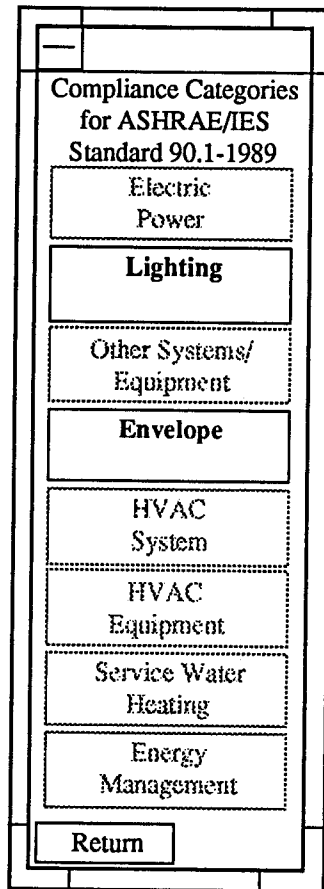 Compliance Categories
for ASHRAE/IES
Standard 90.1-1989
Electric
Power
Lighting
Other Systems/
Equipment
Envelope
HVAC
System
HVAC
Equipment
Service Water
Heating
Energy
Management
Return